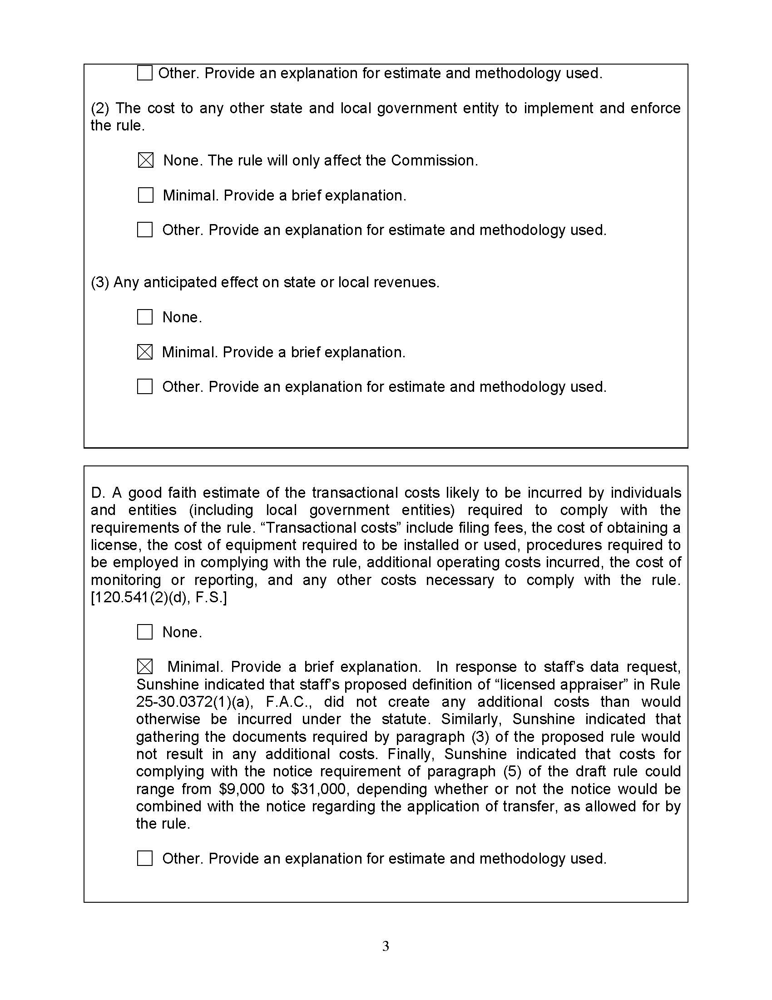 ☐ Other. Provide an explanation for estimate and methodology used.
(2) The cost to any other state and local government entity to implement and enforce
the rule.
☒ None. The rule will only affect the Commission.
☐ Minimal. Provide a brief explanation.
☐ Other. Provide an explanation for estimate and methodology used.
(3) Any anticipated effect on state or local revenues.
☐ None.
☒ Minimal. Provide a brief explanation.
☐ Other. Provide an explanation for estimate and methodology used.
D. A good faith estimate of the transactional costs likely to be incurred by individuals
and entities (including local government entities) required to comply with the
requirements of the rule. “Transactional costs” include filing fees, the cost of obtaining a
license, the cost of equipment required to be installed or used, procedures required to
be employed in complying with the rule, additional operating costs incurred, the cost of
monitoring or reporting, and any other costs necessary to comply with the rule.
[120.541(2)(d), F.S.]
☐ None.
☒ Minimal. Provide a brief explanation. In response to staff’s data request,
Sunshine indicated that staff’s proposed definition of “licensed appraiser” in Rule
25-30.0372(1)(a), F.A.C., did not create any additional costs than would
otherwise be incurred under the statute. Similarly, Sunshine indicated that
gathering the documents required by paragraph (3) of the proposed rule would
not result in any additional costs. Finally, Sunshine indicated that costs for
complying with the notice requirement of paragraph (5) of the draft rule could
range from $9,000 to $31,000, depending whether or not the notice would be
combined with the notice regarding the application of transfer, as allowed for by
the rule.
☐ Other. Provide an explanation for estimate and methodology used.
3